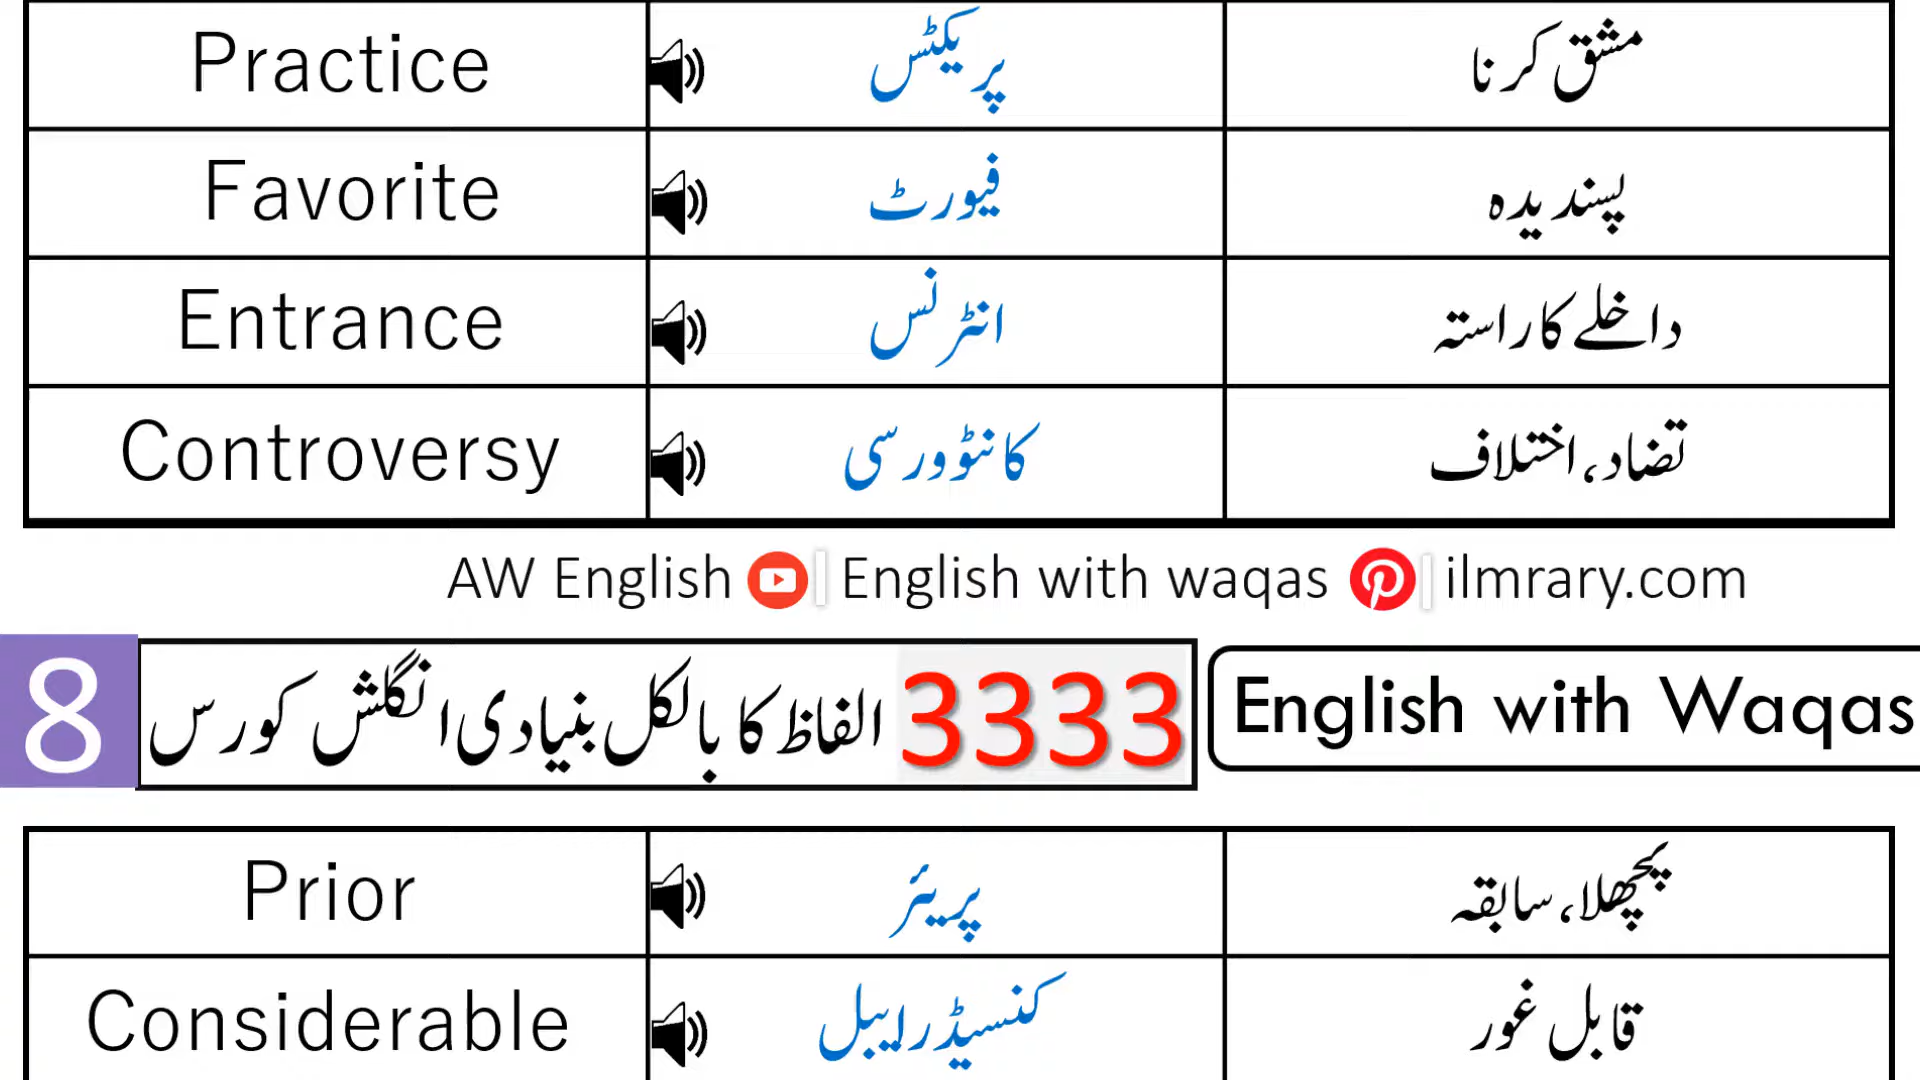 Practice پریکٹس مشق کرنا
Favorite فیورٹ پسندیدہ
Entrance انٹرنس داخلے کا راستہ
Controversy کانٹوورسی تضاد، اختلاف
AW English | English with waqas | ilmrary.com
8 3333 الفاظ کا بالکل بنیادی انگلش کورس English with Waqas
Prior پریئر پچھلا، سابقہ
Considerable کنسیڈرایبل قابل غور